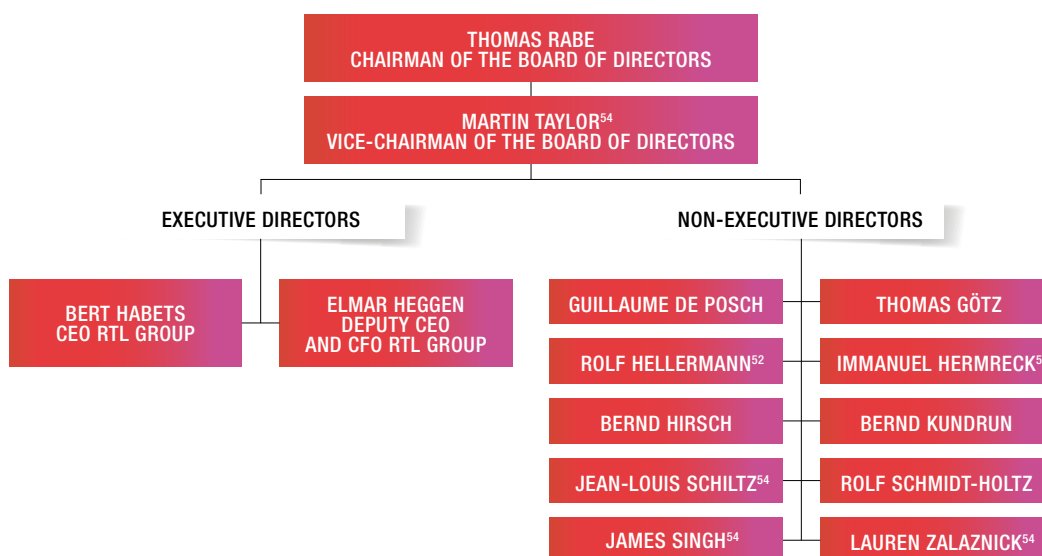 THOMAS RABE
CHAIRMAN OF THE BOARD OF DIRECTORS
MARTIN TAYLOR⁵⁴
VICE-CHAIRMAN OF THE BOARD OF DIRECTORS
EXECUTIVE DIRECTORS
NON-EXECUTIVE DIRECTORS
BERT HABETS
CEO RTL GROUP
ELMAR HEGGEN
DEPUTY CEO
AND CFO RTL GROUP
GUILLAUME DE POSCH
THOMAS GÖTZ
ROLF HELLERMANN⁵²
IMMANUEL HERMRECK⁵
BERND HIRSCH
BERND KUNDRUN
JEAN-LOUIS SCHILTZ⁵⁴
ROLF SCHMIDT-HOLTZ
JAMES SINGH⁵⁴
LAUREN ZALAZNICK⁵⁴